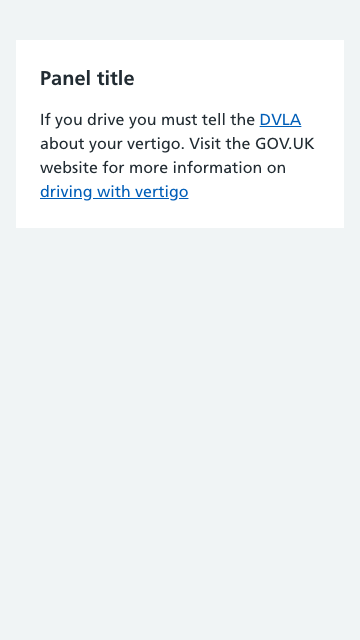 Panel title
If you drive you must tell the DVLA
about your vertigo. Visit the GOV.UK
website for more information on
driving with vertigo